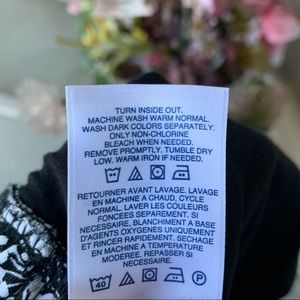 TURN INSIDE OUT.
MACHINE WASH WARM NORMAL.
WASH DARK COLORS SEPARATELY.
ONLY NON-CHLORINE
BLEACH WHEN NEEDED.
REMOVE PROMPTLY. TUMBLE DRY
LOW. WARM IRON IF NEEDED.
RETOURNER AVANT LAVAGE. LAVAGE
EN MACHINE A CHAUD, CYCLE
NORMAL. LAVER LES COULEURS
FONCEES SEPAREMENT. SI
NECESSAIRE, BLANCHIMENT A BASE
D'AGENTS OXYGENES UNIQUEMENT
ET RINCER RAPIDEMENT. SECHAGE
EN MACHINE A TEMPERATURE
MODEREE. REPASSER SI
NECESSAIRE.
40 P